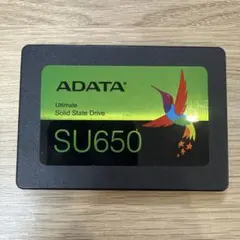 ADATA
Ultimate
Solid State Drive
SU650